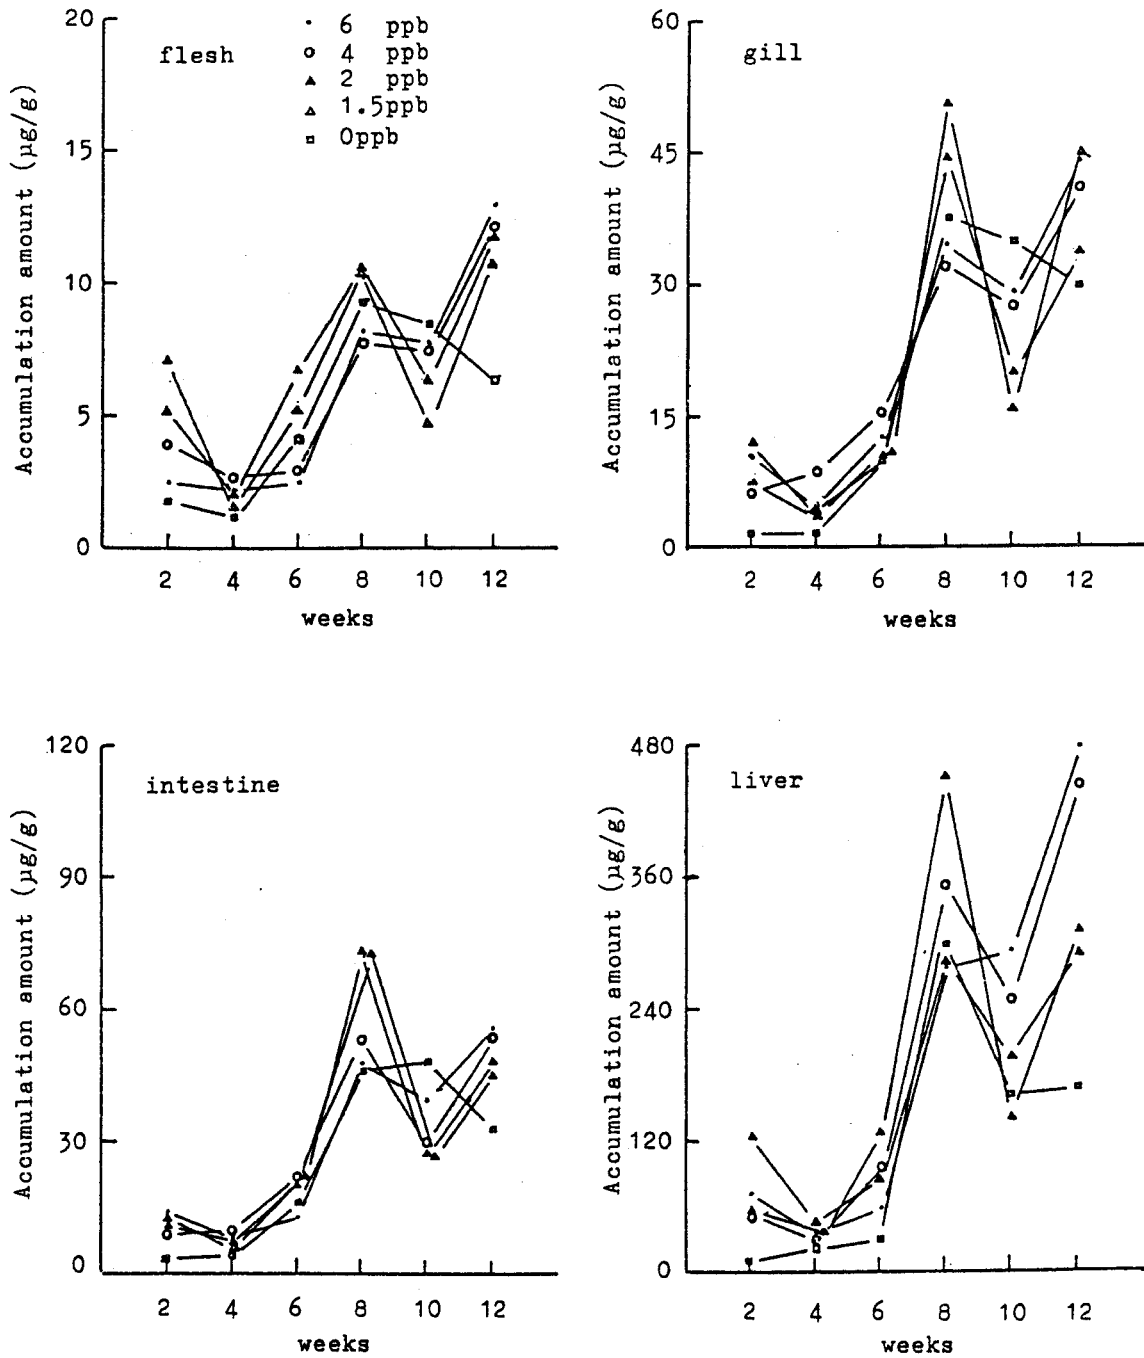 flesh
6 ppb
4 ppb
2 ppb
1.5ppb
0ppb
Accumulation amount (μg/g)
20
15
10
5
0
2 4 6 8 10 12
weeks
gill
Accumulation amount (μg/g)
60
45
30
15
0
2 4 6 8 10 12
weeks
intestine
Accumulation amount (μg/g)
120
90
60
30
0
2 4 6 8 10 12
weeks
liver
Accumulation amount (μg/g)
480
360
240
120
0
2 4 6 8 10 12
weeks